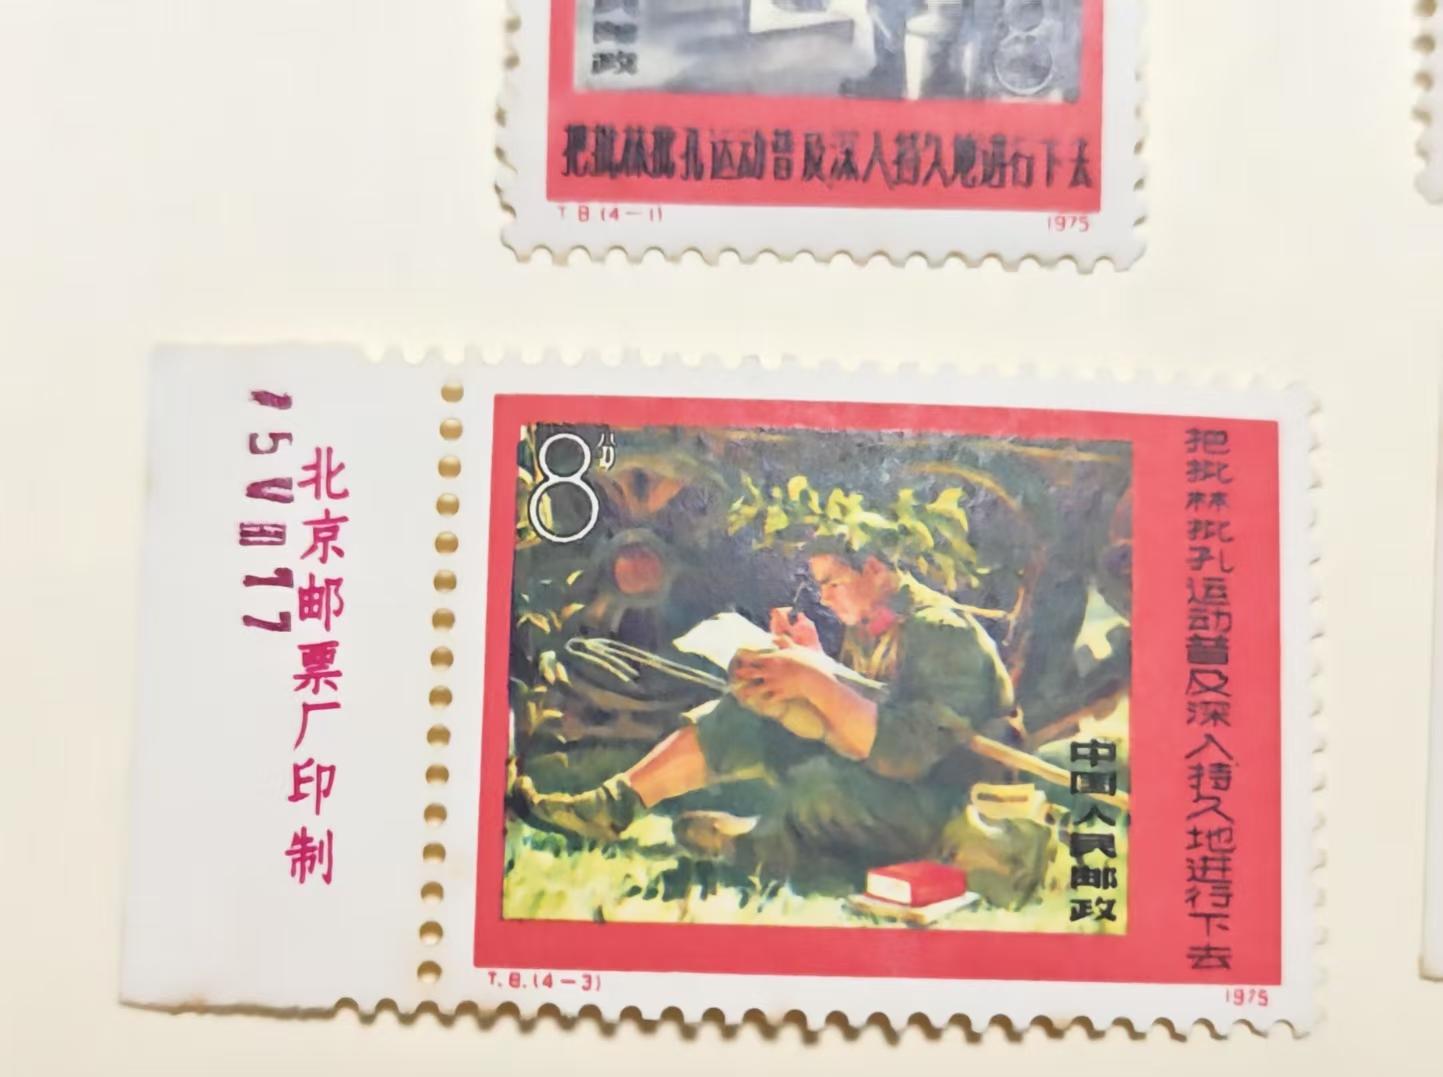 政
8
把批林批孔运动普及深入持久地进行下去
T 8 (4-1)
1975
北京邮票厂印制
8分
把批林批孔运动普及深入持久地进行下去
中国人民邮政
T.8.(4-3)
1975